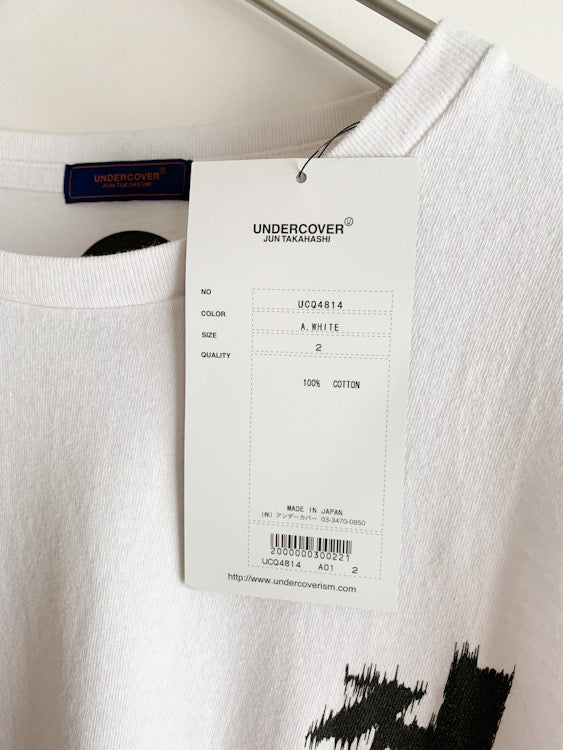 UNDERCOVER
JUN TAKAHASHI
UNDERCOVER Ⓤ
JUN TAKAHASHI
NO UCQ4814
COLOR A.WHITE
SIZE 2
QUALITY
100% COTTON
MADE IN JAPAN
(株) アンダーカバー 03-3470-0850
2000000300221
UCQ4814 A01 2
http://www.undercoverism.com